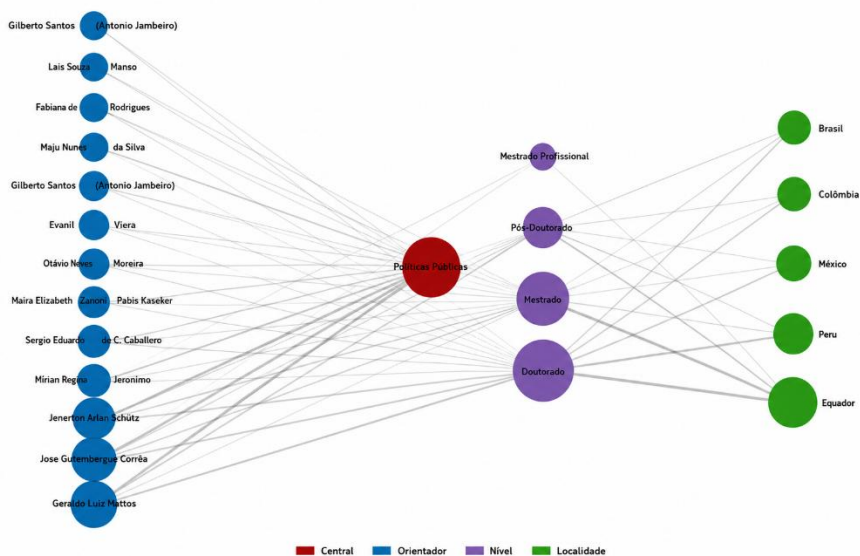 Gilberto Santos (Antonio Jambeiro)
Lais Souza Manso
Fabiana de Rodrigues
Maju Nunes da Silva
Gilberto Santos (Antonio Jambeiro)
Evanil Viera
Otávio Neves Moreira
Maira Elizabeth Zanoni Pabis Kaseker
Sergio Eduardo de C. Caballero
Mírian Regina Jeronimo
Jenerton Arlan Schütz
Jose Gutembergue Corrêa
Geraldo Luiz Mattos
Políticas Públicas
Mestrado Profissional
Pós-Doutorado
Mestrado
Doutorado
Brasil
Colômbia
México
Peru
Equador
Central Orientador Nível Localidade